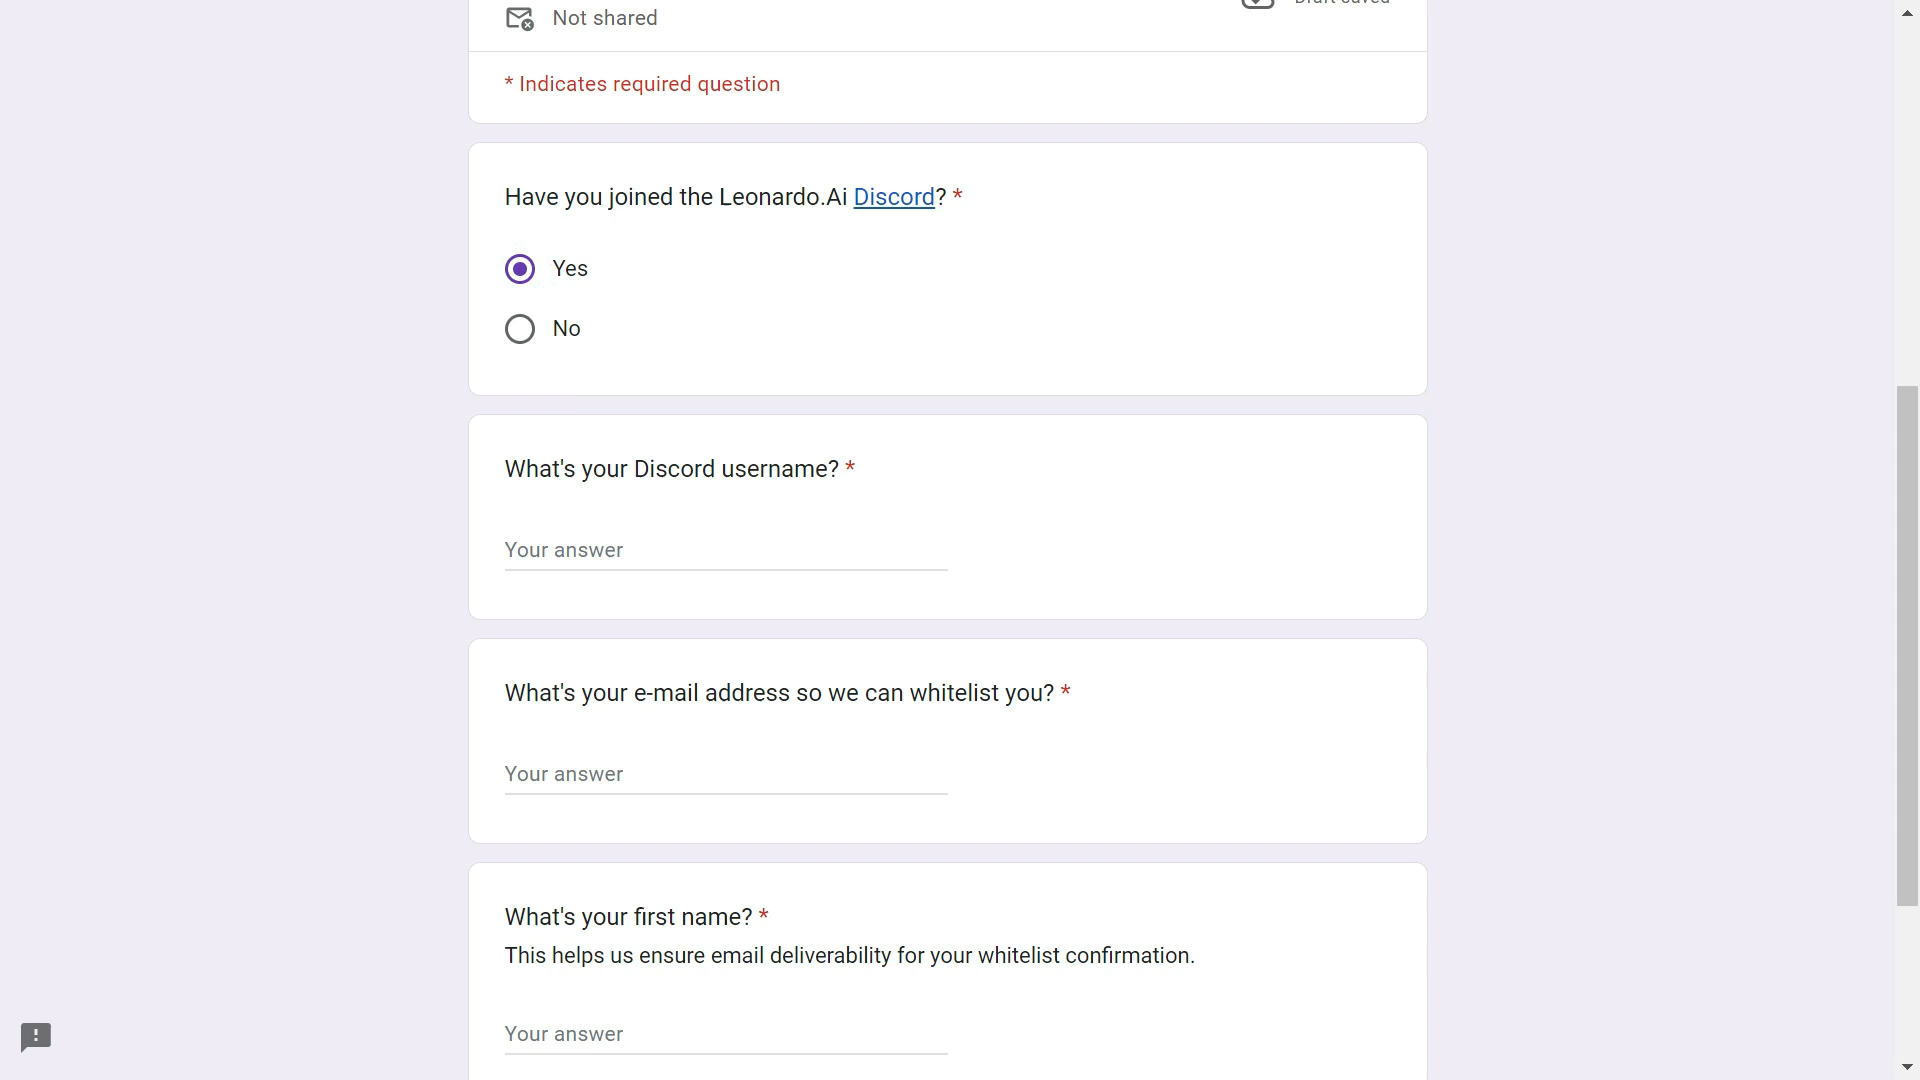 Not shared
Draft saved
* Indicates required question
Have you joined the Leonardo.Ai Discord? *
Yes
No
What's your Discord username? *
Your answer
What's your e-mail address so we can whitelist you? *
Your answer
What's your first name? *
This helps us ensure email deliverability for your whitelist confirmation.
Your answer